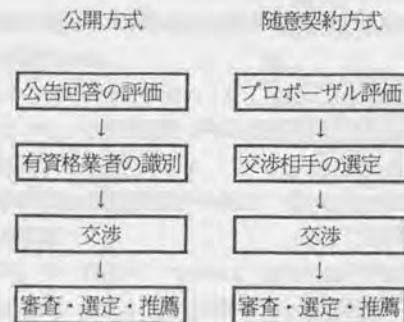 公開方式
公告回答の評価
↓
有資格業者の識別
↓
交渉
↓
審査・選定・推薦
随意契約方式
プロポーザル評価
↓
交渉相手の選定
↓
交渉
↓
審査・選定・推薦